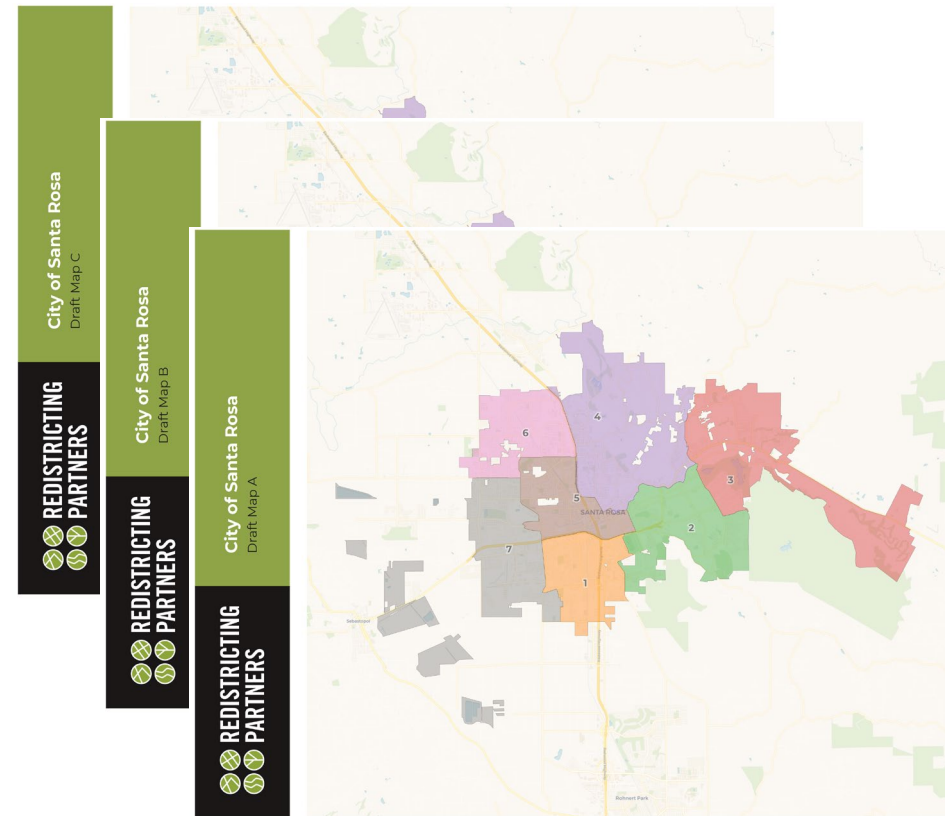 City of Santa Rosa
Draft Map C
REDISTRICTING
PARTNERS
City of Santa Rosa
Draft Map B
REDISTRICTING
PARTNERS
City of Santa Rosa
Draft Map A
REDISTRICTING
PARTNERS
4
6
3
5
SANTA ROSA
2
7
1
Sebastopol
Rohnert Park